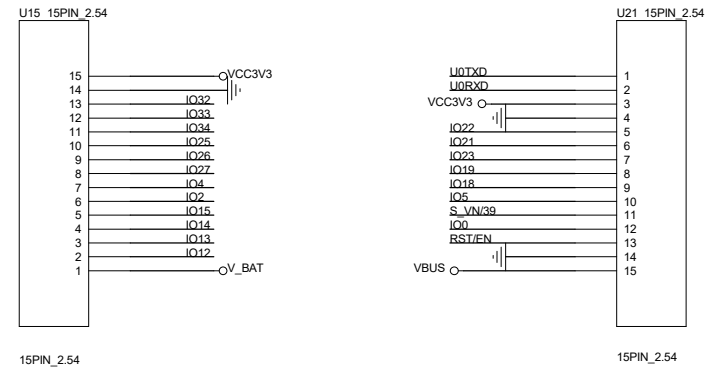 U15 15PIN_2.54
15 VCC3V3
14
13 IO32
12 IO33
11 IO34
10 IO25
9 IO26
8 IO27
7 IO4
6 IO2
5 IO15
4 IO14
3 IO13
2 IO12
1 V_BAT
15PIN_2.54
U21 15PIN_2.54
U0TXD 1
U0RXD 2
VCC3V3 3
4
IO22 5
IO21 6
IO23 7
IO19 8
IO18 9
IO5 10
S_VN/39 11
IO0 12
RST/EN 13
14
VBUS 15
15PIN_2.54